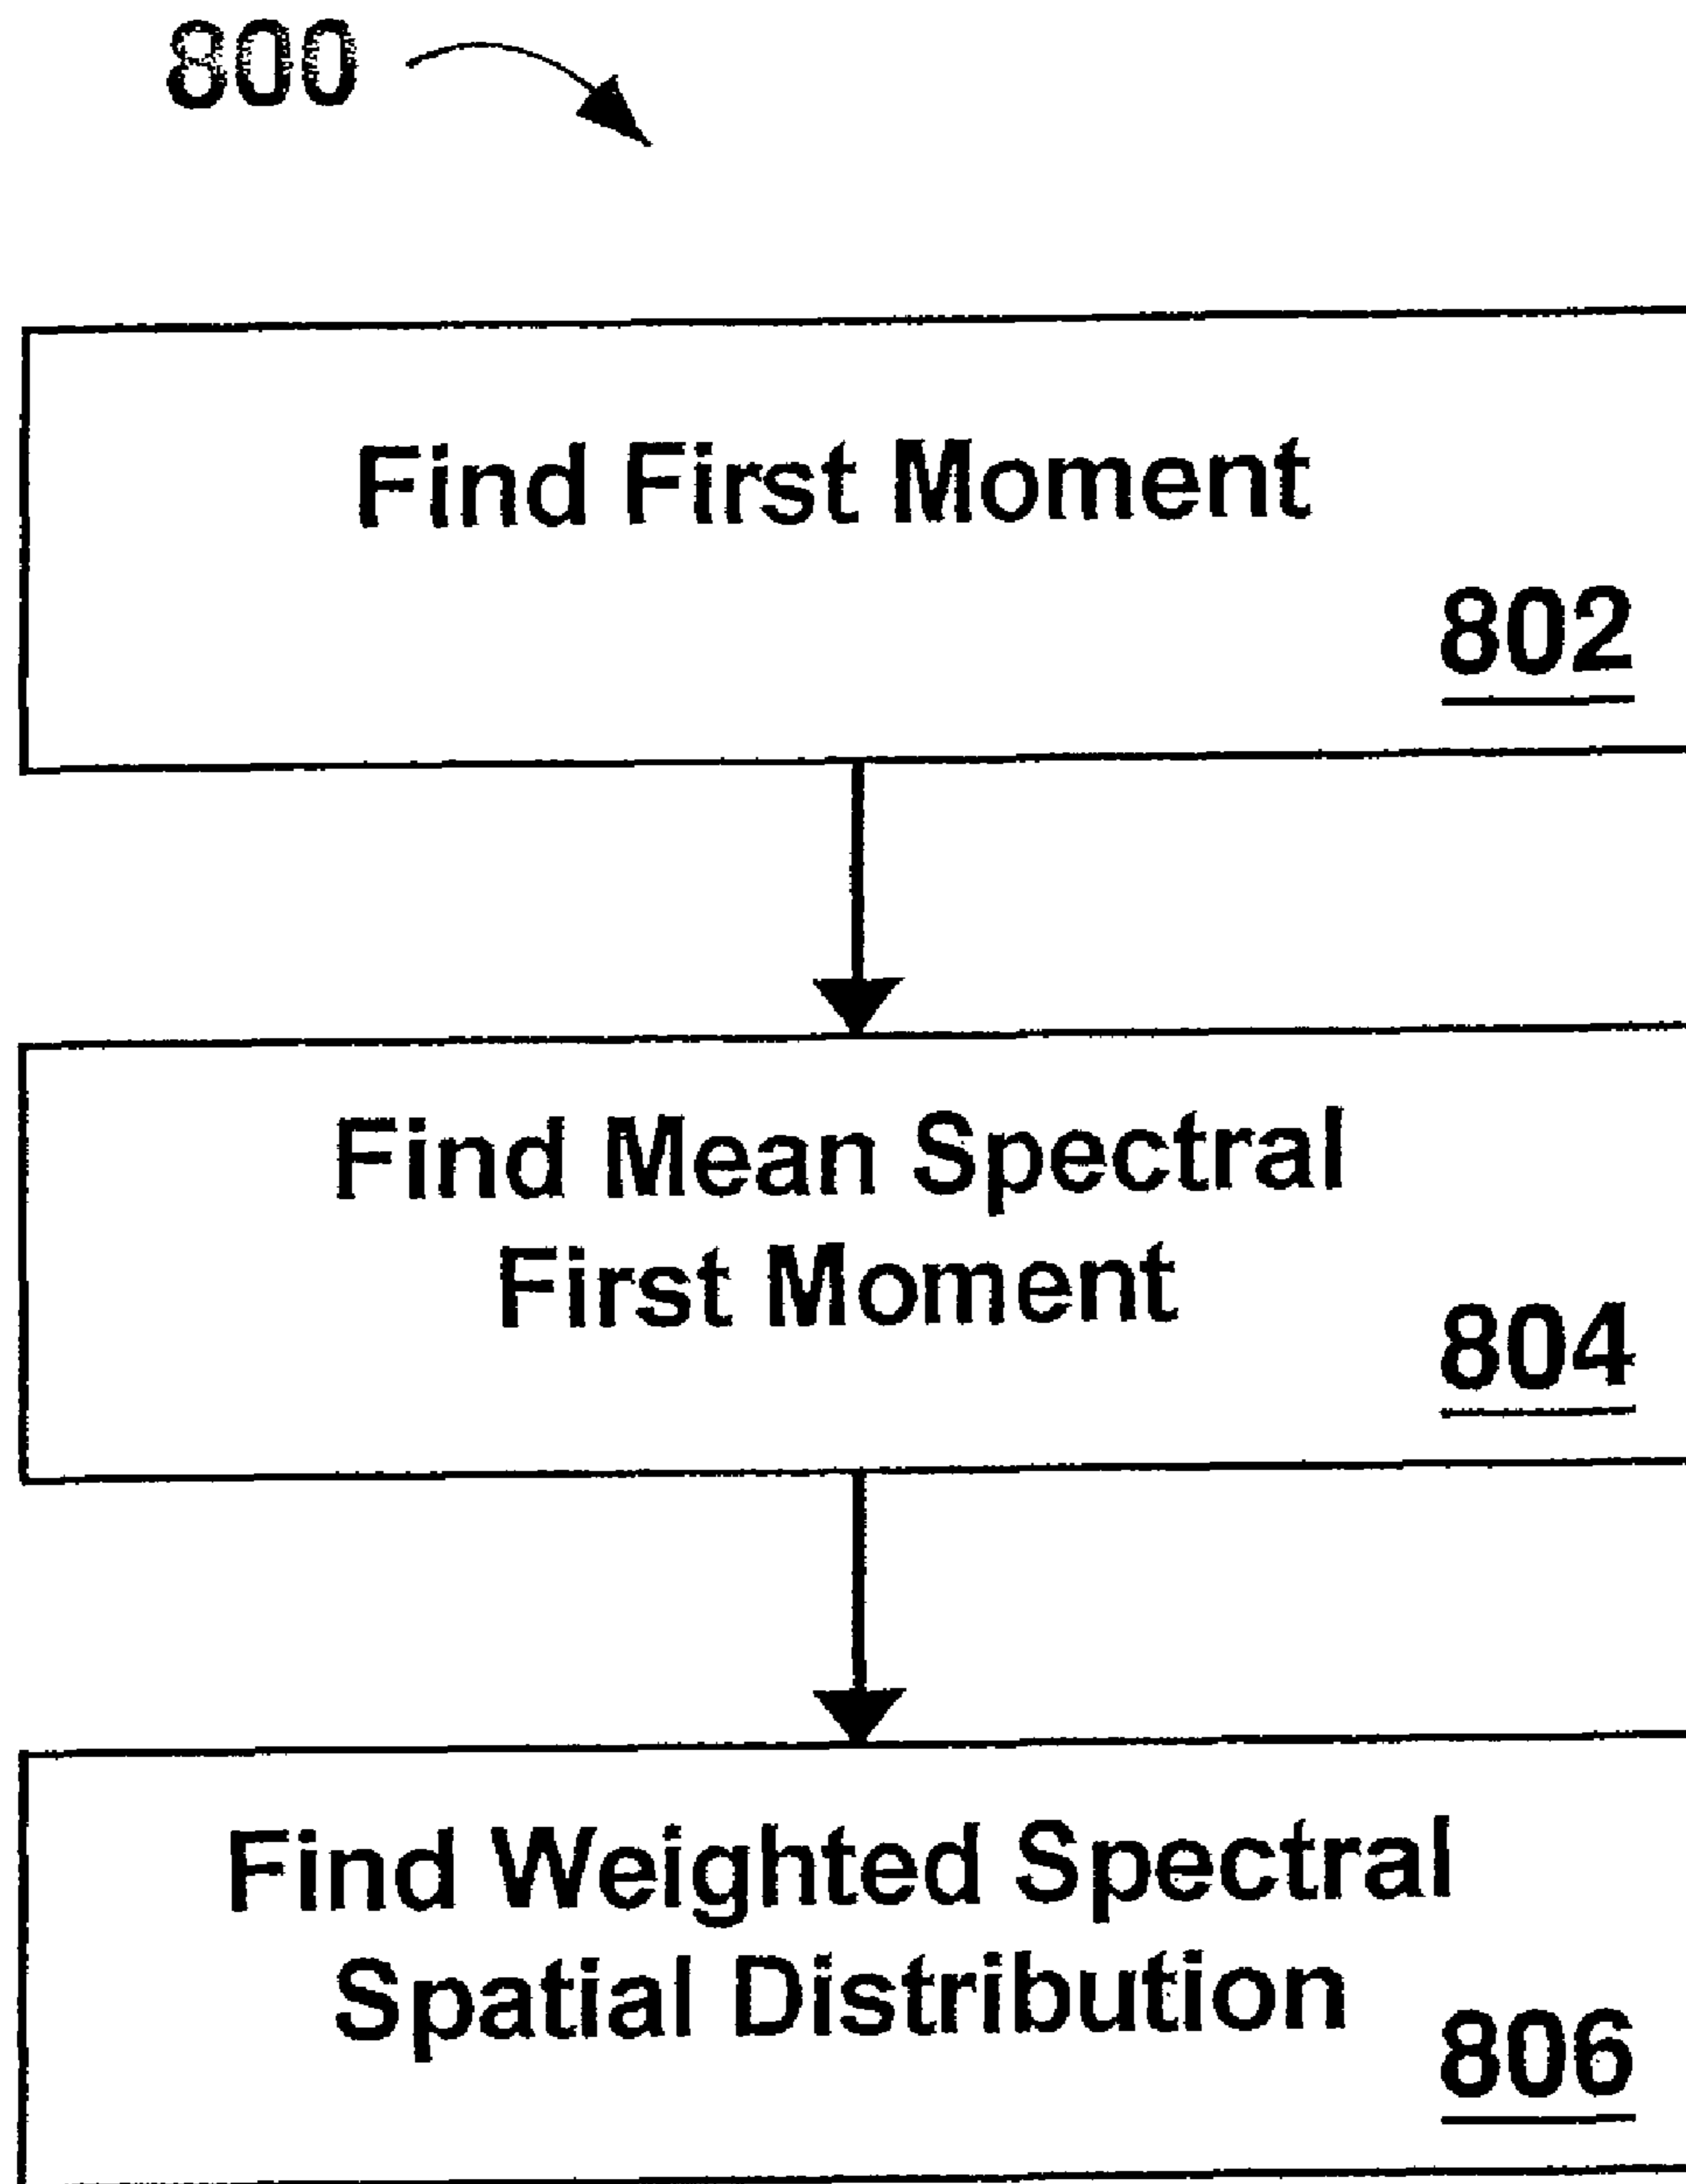 800
Find First Moment
802
Find Mean Spectral
First Moment
804
Find Weighted Spectral
Spatial Distribution
806